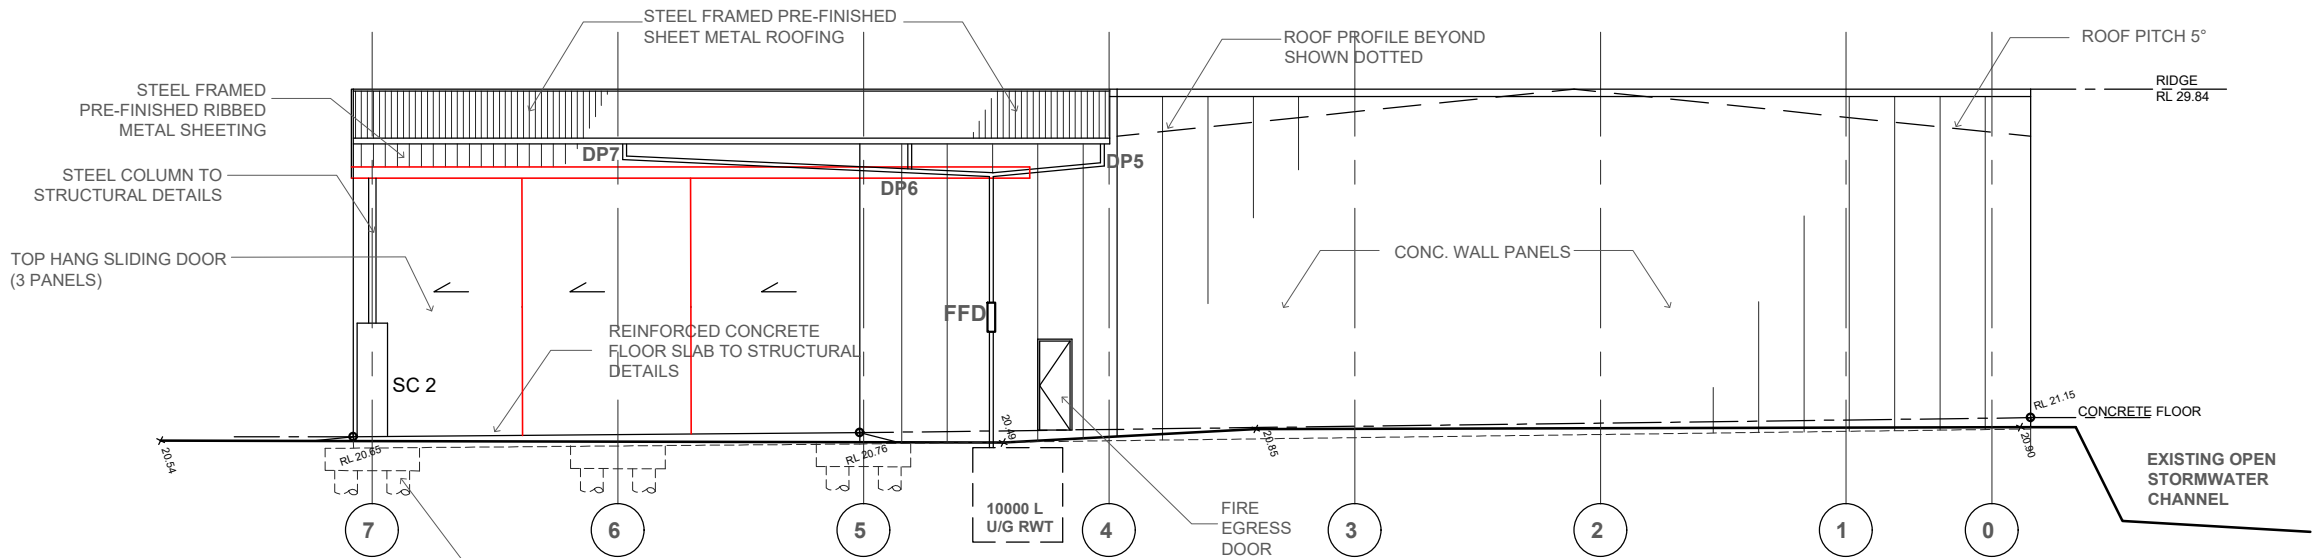 STEEL FRAMED PRE-FINISHED
SHEET METAL ROOFING
ROOF PROFILE BEYOND
SHOWN DOTTED
ROOF PITCH 5°
RIDGE
RL 29.84
STEEL FRAMED
PRE-FINISHED RIBBED
METAL SHEETING
DP7
DP6
DP5
STEEL COLUMN TO
STRUCTURAL DETAILS
TOP HANG SLIDING DOOR
(3 PANELS)
CONC. WALL PANELS
FFD
REINFORCED CONCRETE
FLOOR SLAB TO STRUCTURAL
DETAILS
SC 2
RL 21.15
CONCRETE FLOOR
20.54
RL 20.65
RL 20.76
20.49
20.85
20.90
EXISTING OPEN
STORMWATER
CHANNEL
10000 L
U/G RWT
FIRE
EGRESS
DOOR
7
6
5
4
3
2
1
0